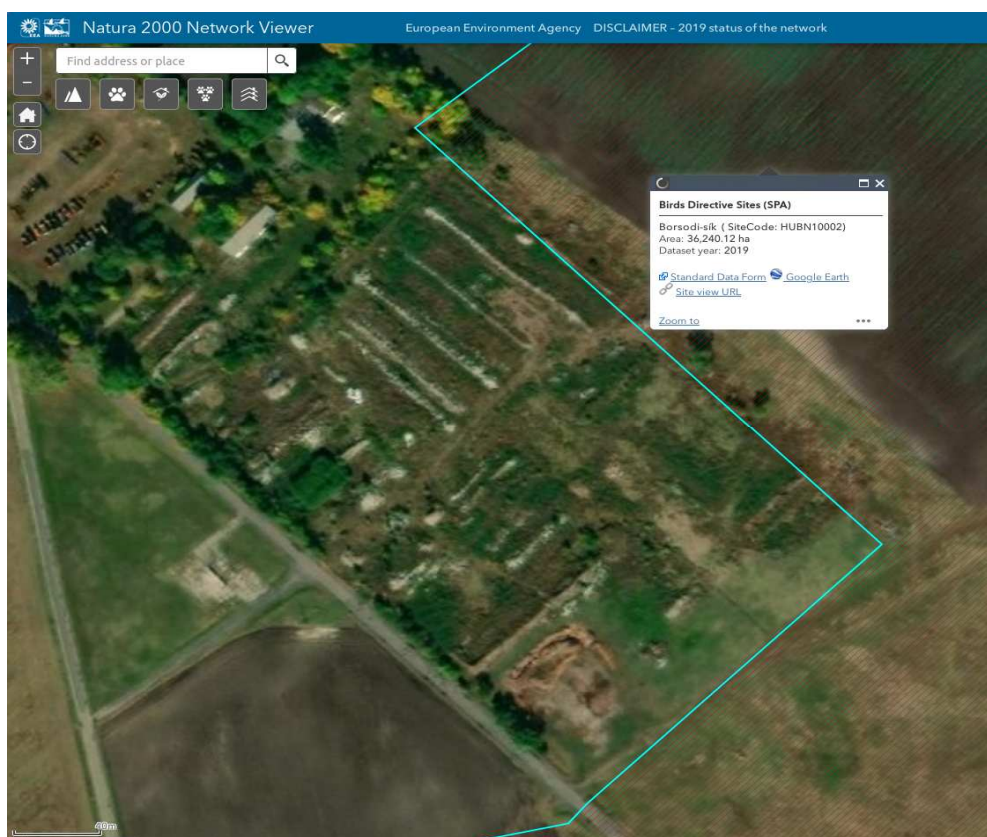 Natura 2000 Network Viewer
European Environment Agency DISCLAIMER – 2019 status of the network
+
Find address or place
−
Birds Directive Sites (SPA)
Borsodi-sík ( SiteCode: HUBN10002)
Area: 36,240.12 ha
Dataset year: 2019
Standard Data Form Google Earth
Site view URL
Zoom to
60m